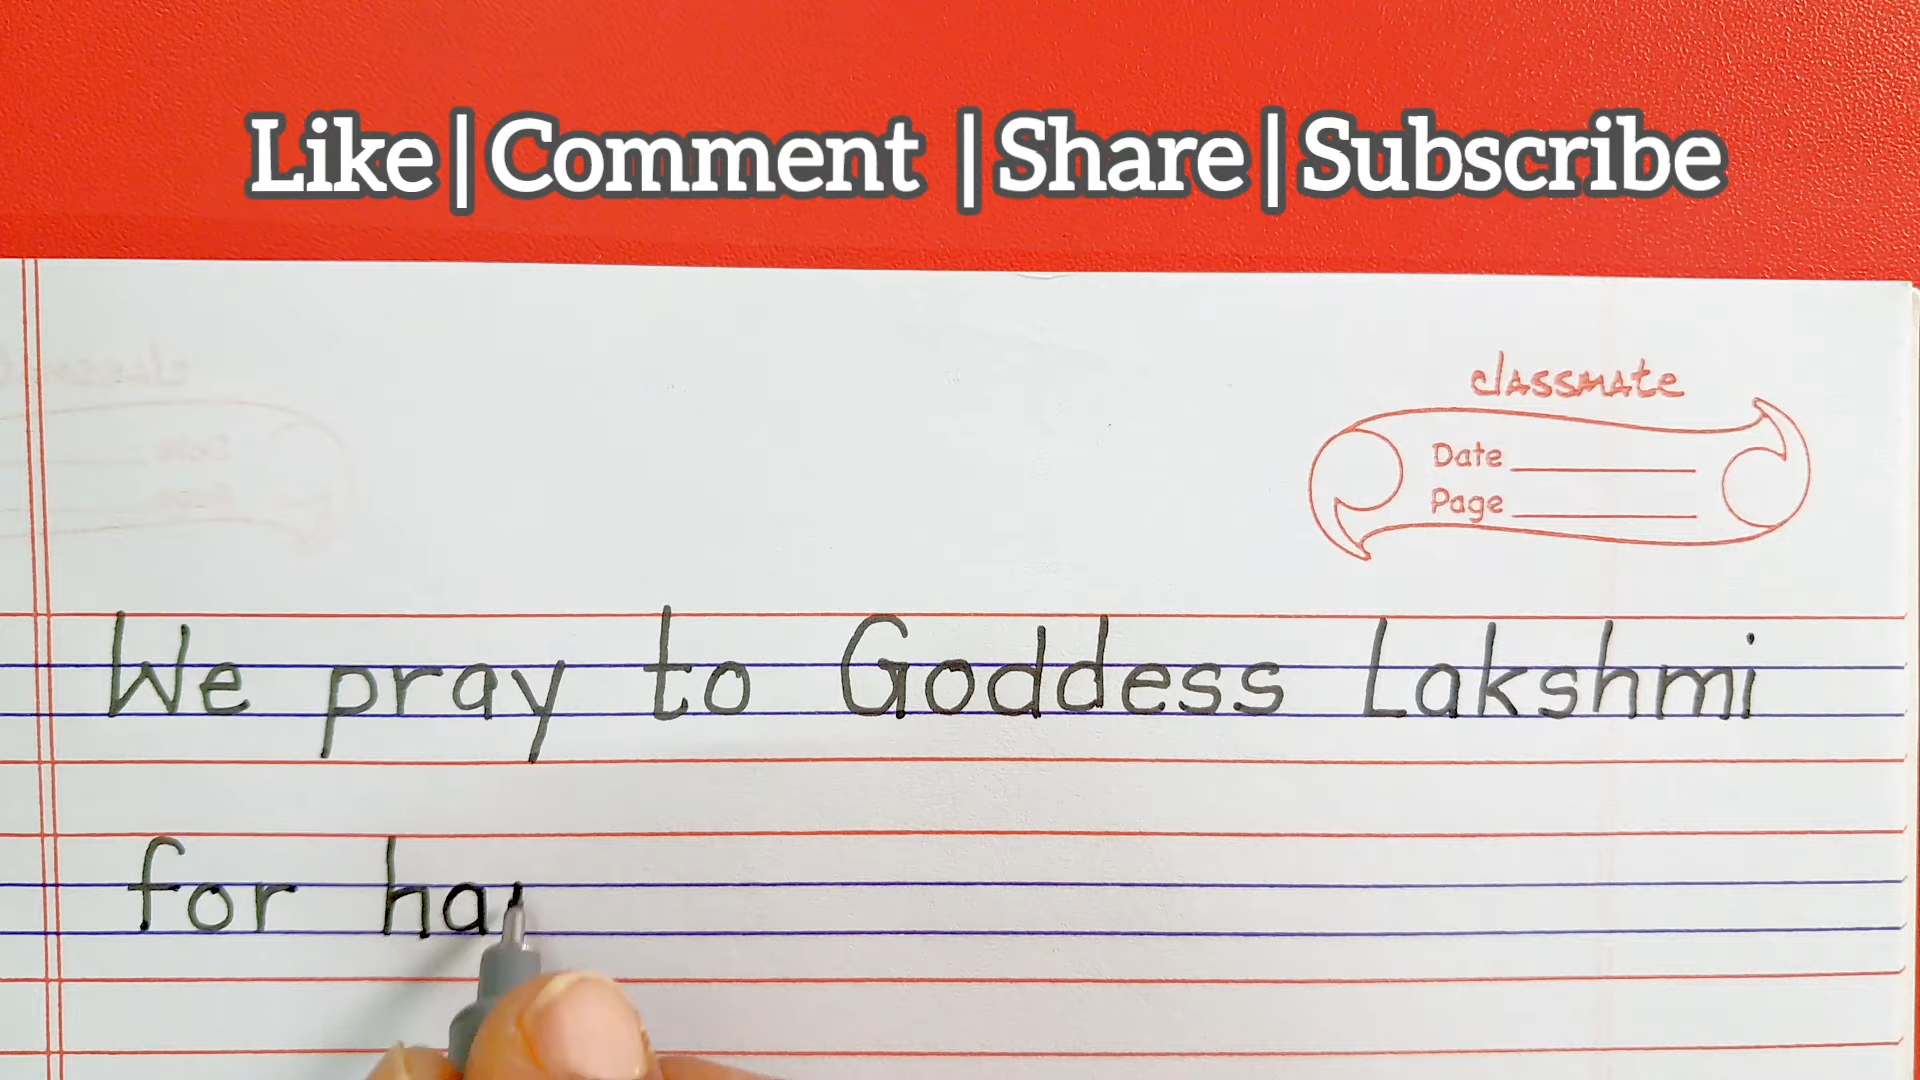 Like|Comment |Share|Subscribe
classmate
Date
Page
We pray to Goddess Lakshmi
for ha